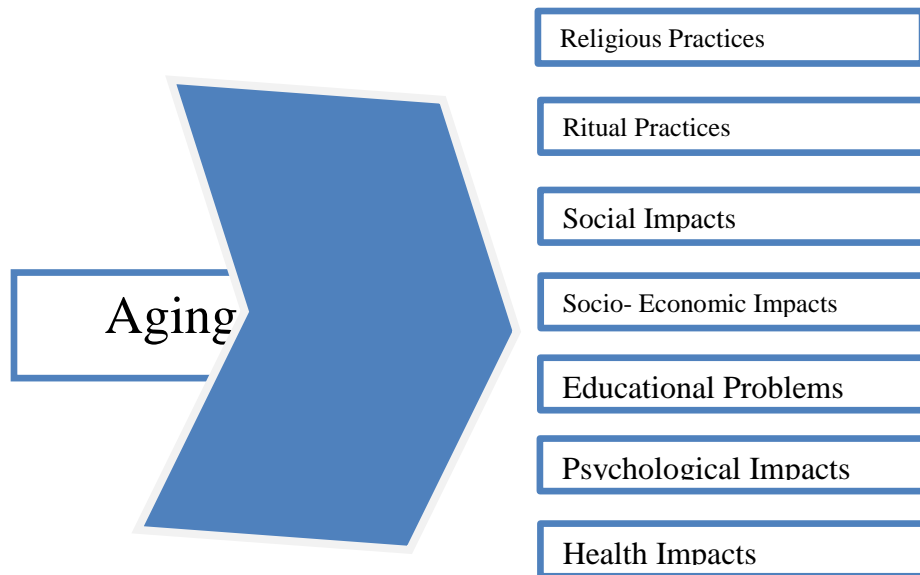 Religious Practices
Ritual Practices
Social Impacts
Aging
Socio- Economic Impacts
Educational Problems
Psychological Impacts
Health Impacts